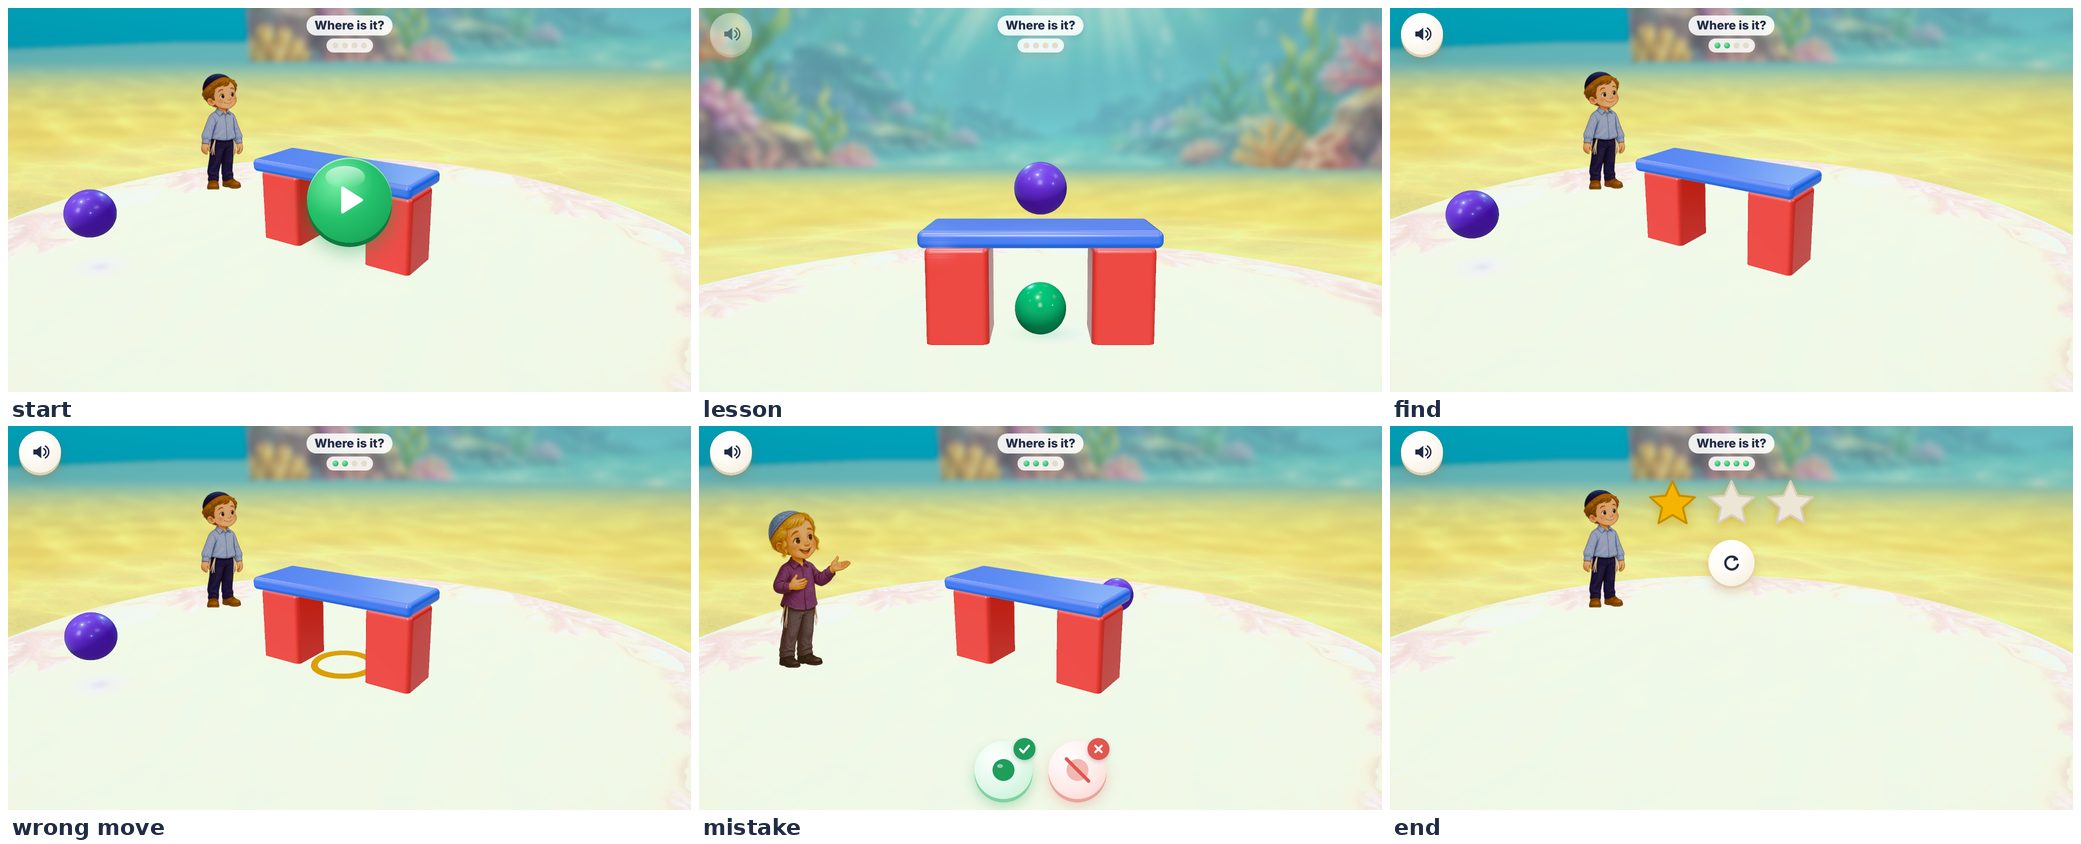 Where is it?
Where is it?
Where is it?
start
lesson
find
Where is it?
Where is it?
Where is it?
wrong move
mistake
end